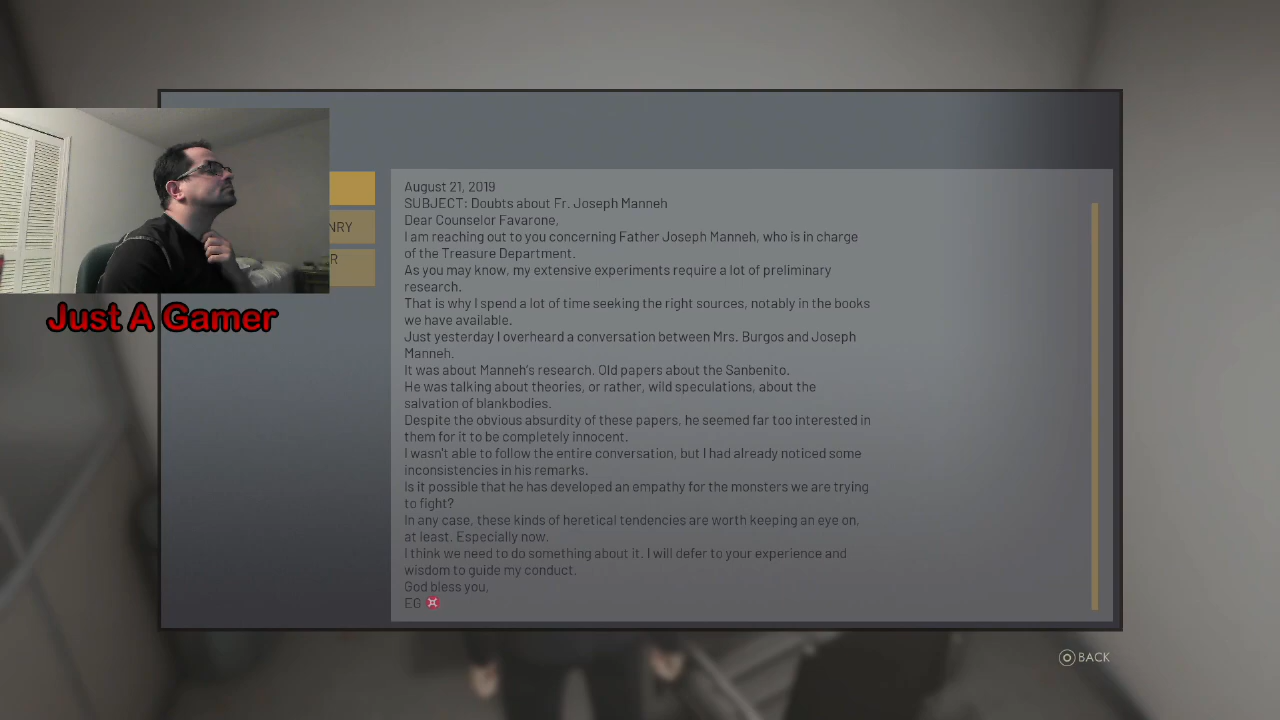 August 21, 2019
SUBJECT: Doubts about Fr. Joseph Manneh
Dear Counselor Favarone,
I am reaching out to you concerning Father Joseph Manneh, who is in charge
of the Treasure Department.
As you may know, my extensive experiments require a lot of preliminary
research.
That is why I spend a lot of time seeking the right sources, notably in the books
we have available.
Just yesterday I overheard a conversation between Mrs. Burgos and Joseph
Manneh.
It was about Manneh's research. Old papers about the Sanbenito.
He was talking about theories, or rather, wild speculations, about the
salvation of blankbodies.
Despite the obvious absurdity of these papers, he seemed far too interested in
them for it to be completely innocent.
I wasn't able to follow the entire conversation, but I had already noticed some
inconsistencies in his remarks.
Is it possible that he has developed an empathy for the monsters we are trying
to fight?
In any case, these kinds of heretical tendencies are worth keeping an eye on,
at least. Especially now.
I think we need to do something about it. I will defer to your experience and
wisdom to guide my conduct.
God bless you,
EG
NRY
R
Just A Gamer
BACK